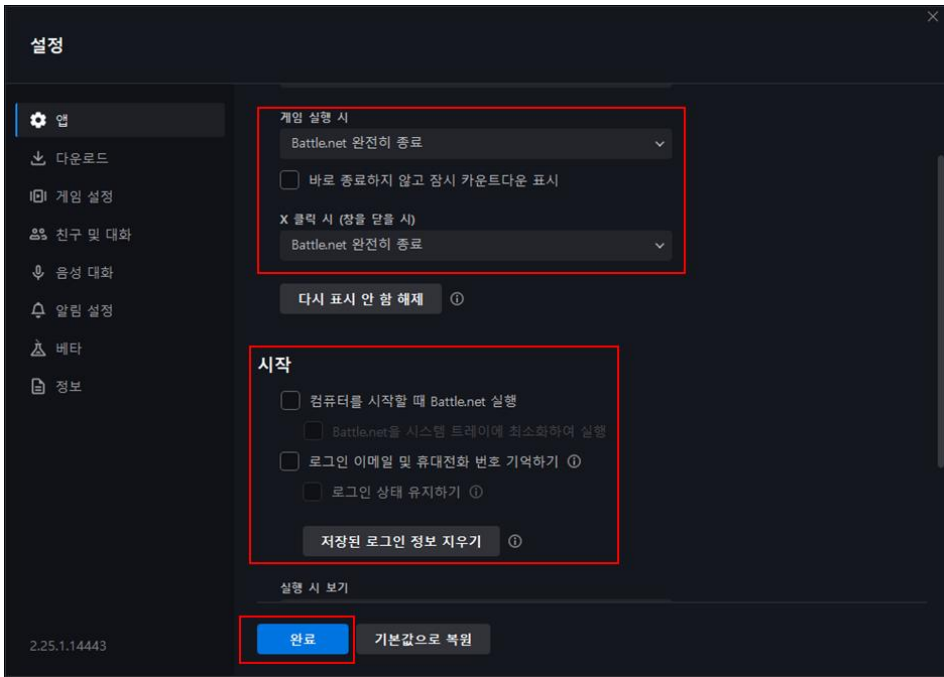 설정
앱
다운로드
게임 설정
친구 및 대화
음성 대화
알림 설정
베타
정보
2.25.1.14443
게임 실행 시
Battle.net 완전히 종료
바로 종료하지 않고 잠시 카운트다운 표시
X 클릭 시 (창을 닫을 시)
Battle.net 완전히 종료
다시 표시 안 함 해제
시작
컴퓨터를 시작할 때 Battle.net 실행
Battle.net을 시스템 트레이에 최소화하여 실행
로그인 이메일 및 휴대전화 번호 기억하기
로그인 상태 유지하기
저장된 로그인 정보 지우기
실행 시 보기
완료
기본값으로 복원